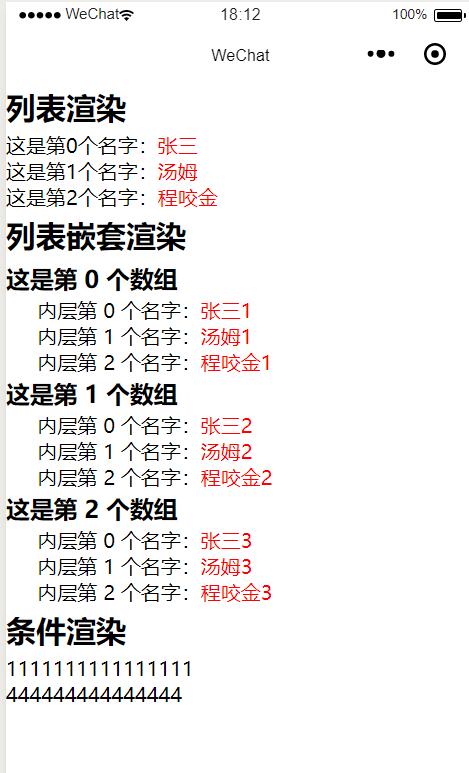 WeChat 18:12 100%
WeChat
列表渲染
这是第0个名字：张三
这是第1个名字：汤姆
这是第2个名字：程咬金
列表嵌套渲染
这是第 0 个数组
内层第 0 个名字：张三1
内层第 1 个名字：汤姆1
内层第 2 个名字：程咬金1
这是第 1 个数组
内层第 0 个名字：张三2
内层第 1 个名字：汤姆2
内层第 2 个名字：程咬金2
这是第 2 个数组
内层第 0 个名字：张三3
内层第 1 个名字：汤姆3
内层第 2 个名字：程咬金3
条件渲染
1111111111111111
444444444444444